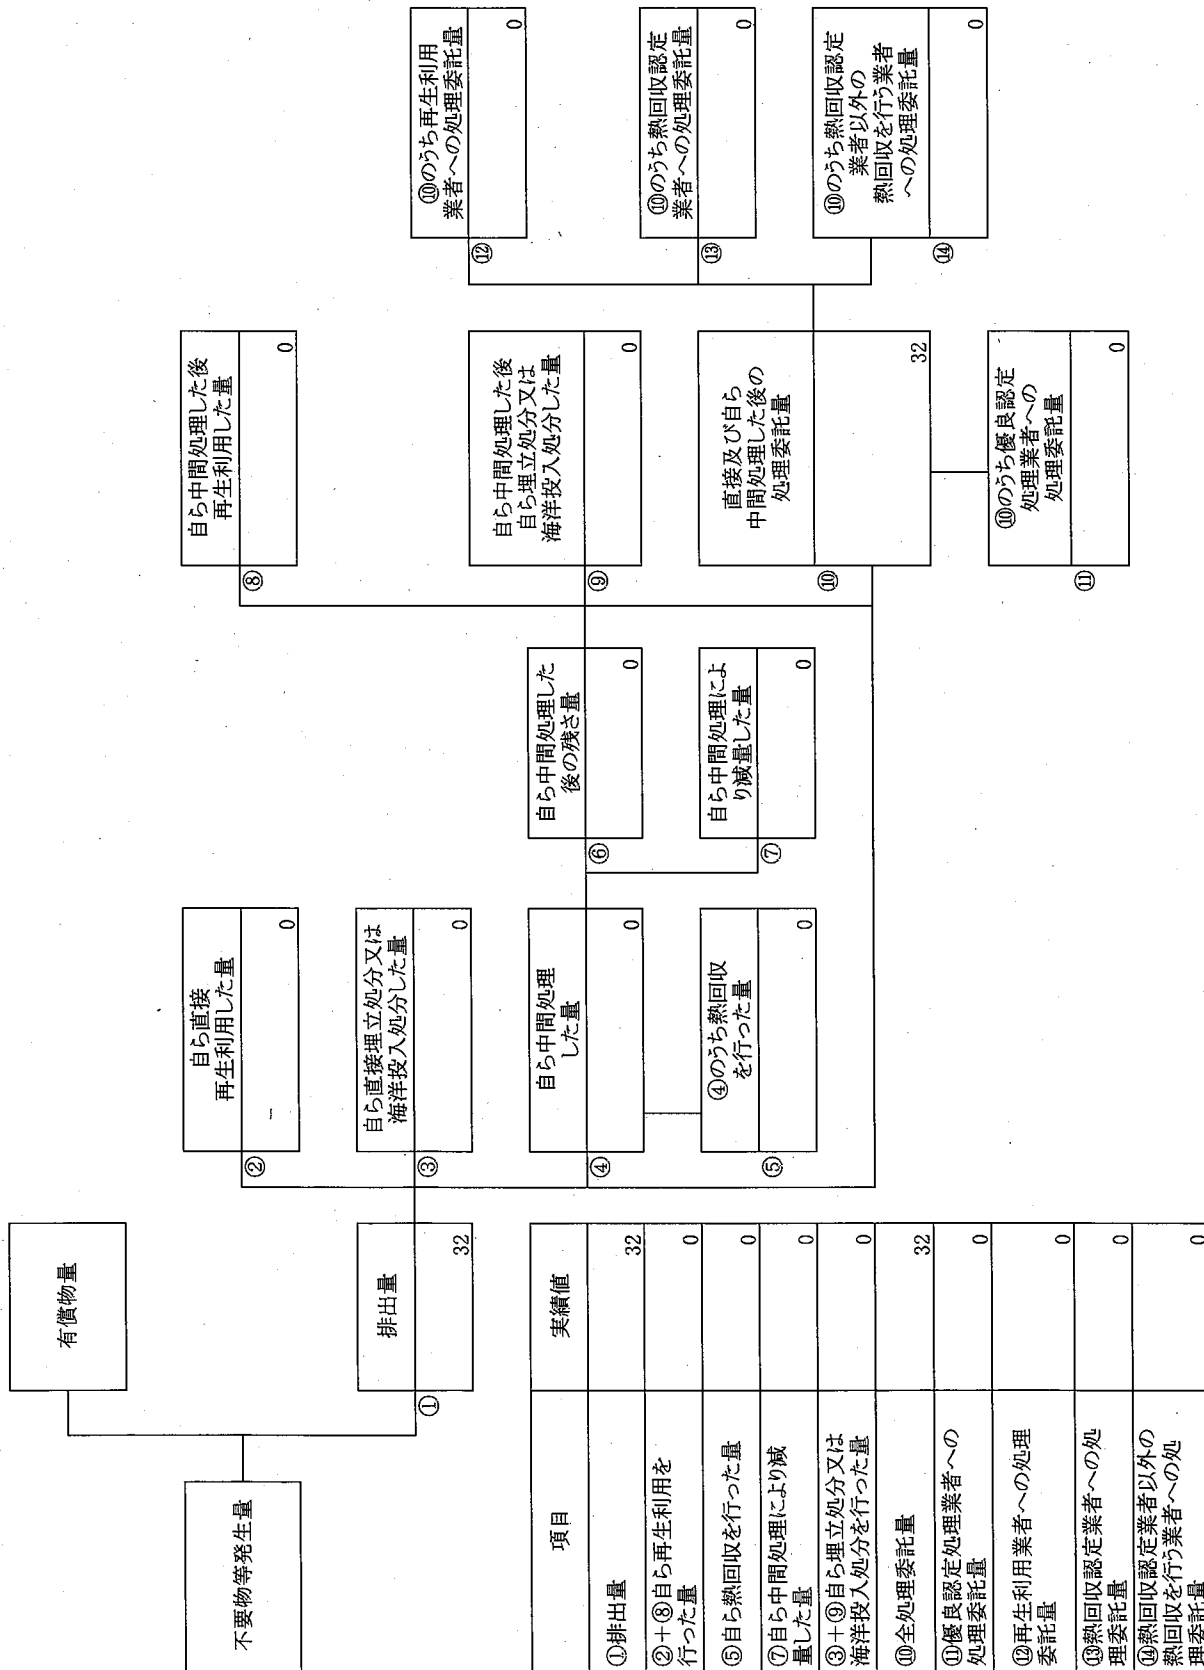 不要物等発生量
有償物量
排出量
①
32
自ら直接
再生利用した量
②
0
自ら直接埋立処分又は
海洋投入処分した量
③
0
自ら中間処理
した量
④
0
④のうち熱回収
を行った量
⑤
0
自ら中間処理した
後の残さ量
⑥
0
自ら中間処理によ
り減量した量
⑦
0
自ら中間処理した後
再生利用した量
⑧
0
自ら中間処理した後
自ら埋立処分又は
海洋投入処分した量
⑨
0
直接及び自ら
中間処理した後の
処理委託量
⑩
32
⑩のうち優良認定
処理業者への
処理委託量
⑪
0
⑩のうち再生利用
業者への処理委託量
⑫
0
⑩のうち熱回収認定
業者への処理委託量
⑬
0
⑩のうち熱回収認定
業者以外の
熱回収を行う業者
への処理委託量
⑭
0
項目 実績値
①排出量 32
②+⑧自ら再生利用を
行った量 0
⑤自ら熱回収を行った量 0
⑦自ら中間処理により減
量した量 0
③+⑨自ら埋立処分又は
海洋投入処分を行った量 0
⑩全処理委託量 32
⑪優良認定処理業者への
処理委託量 0
⑫再生利用業者への処理
委託量 0
⑬熱回収認定業者への処
理委託量 0
⑭熱回収認定業者以外の
熱回収を行う業者への処
理委託量 0